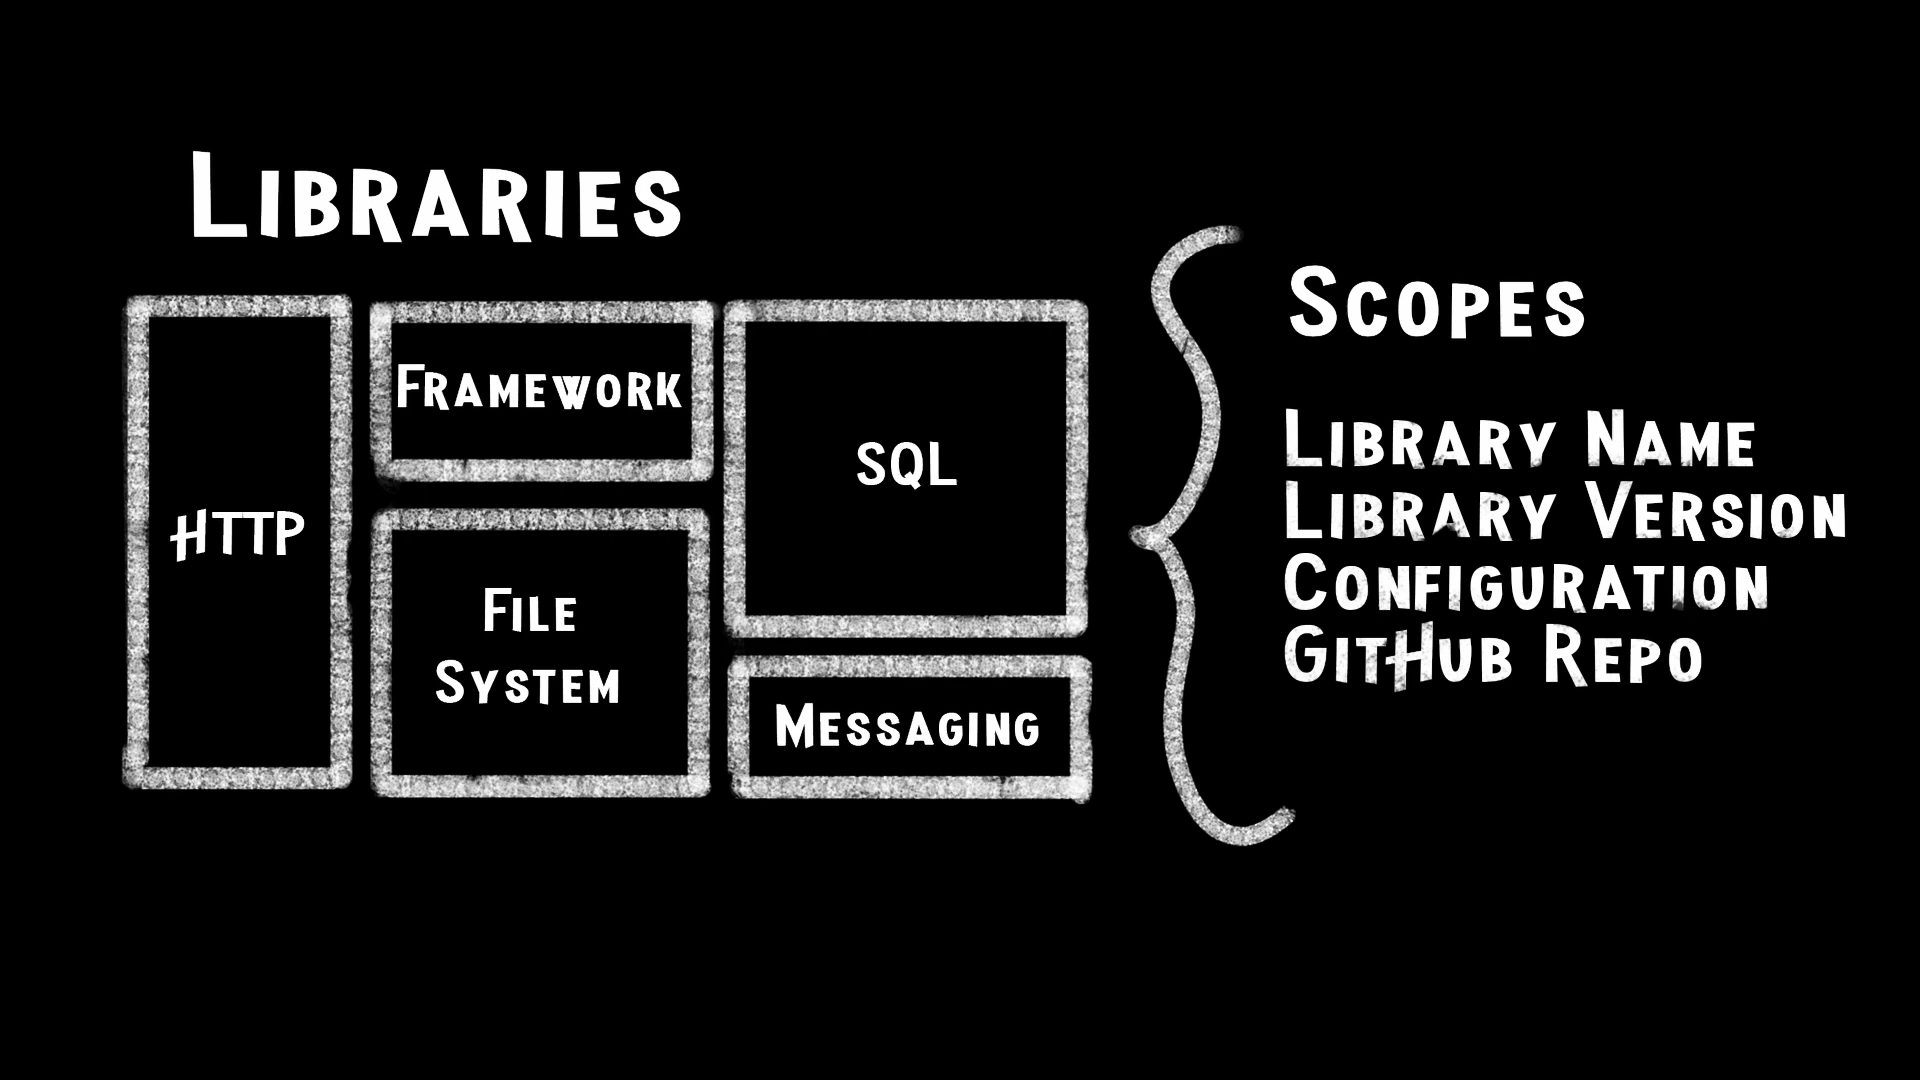 Libraries
HTTP
Framework
File
System
SQL
Messaging
Scopes
Library Name
Library Version
Configuration
GitHub Repo